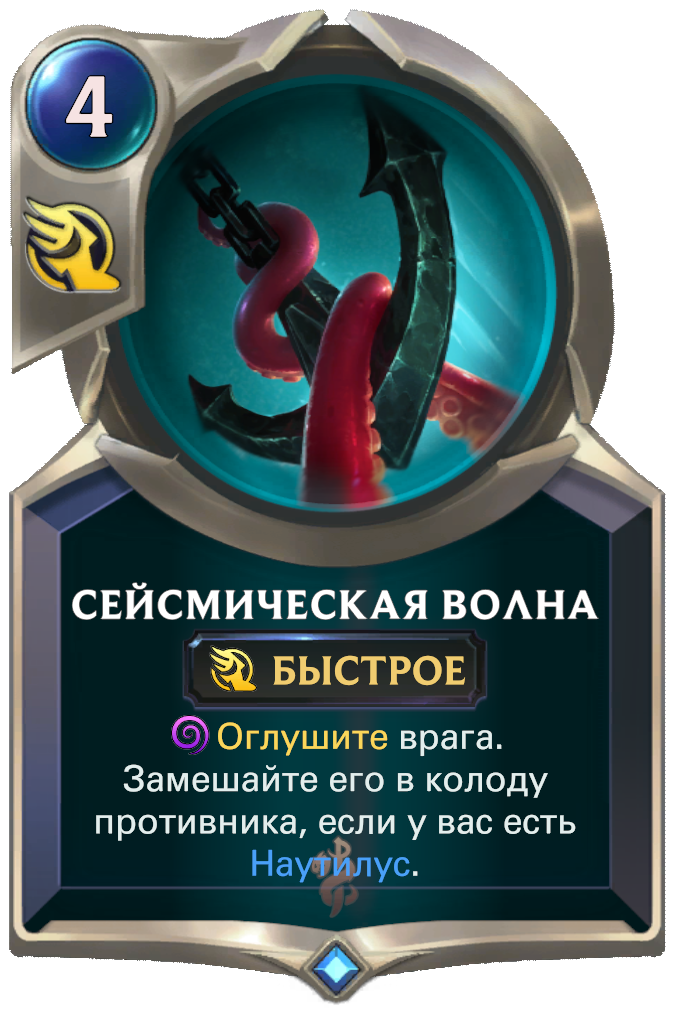 4
СЕЙСМИЧЕСКАЯ ВОЛНА
БЫСТРОЕ
Оглушите врага.
Замешайте его в колоду
противника, если у вас есть
Наутилус.